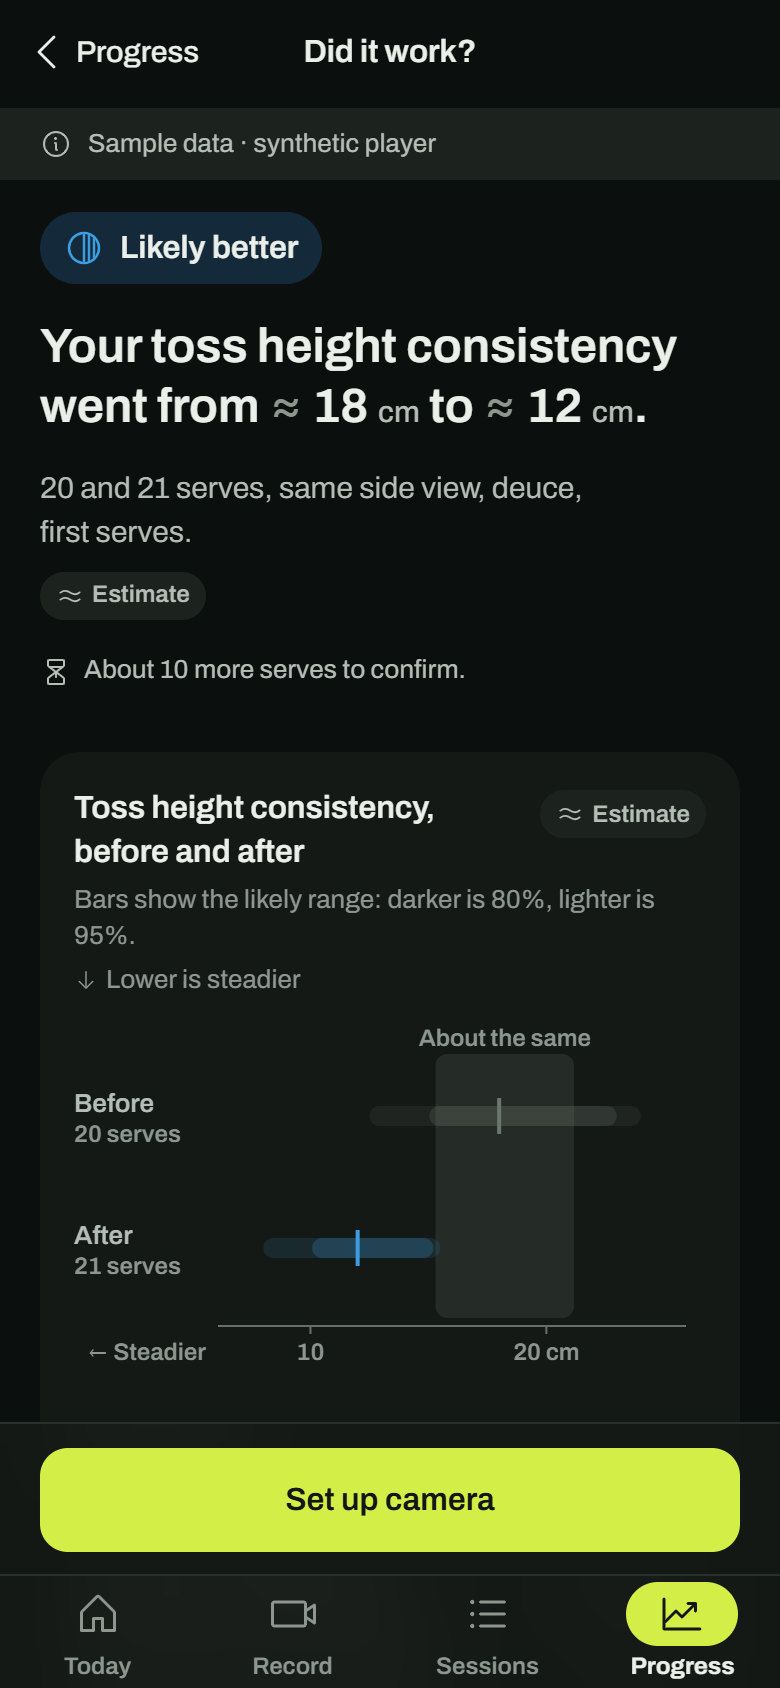 Progress
Did it work?
Sample data · synthetic player
Likely better
Your toss height consistency
went from ≈ 18 cm to ≈ 12 cm.
20 and 21 serves, same side view, deuce,
first serves.
≈ Estimate
About 10 more serves to confirm.
Toss height consistency,
before and after
≈ Estimate
Bars show the likely range: darker is 80%, lighter is
95%.
↓ Lower is steadier
About the same
Before
20 serves
After
21 serves
← Steadier
10
20 cm
Set up camera
Today
Record
Sessions
Progress